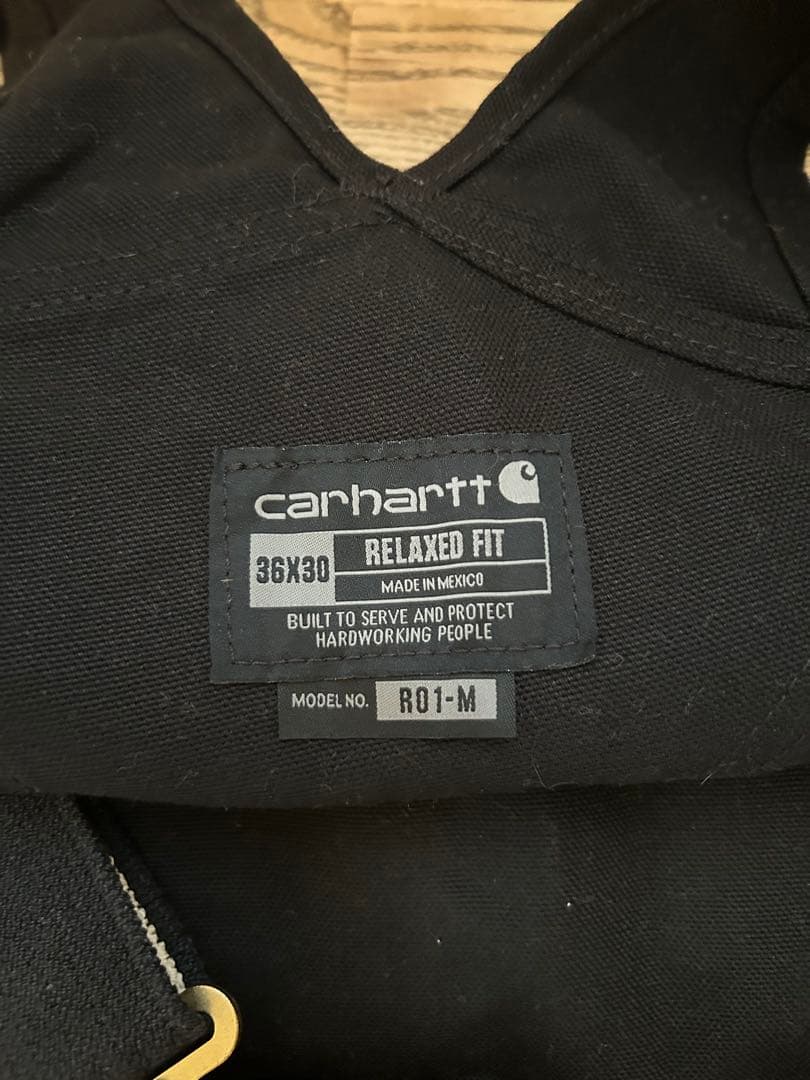 carhartt
36X30 RELAXED FIT
MADE IN MEXICO
BUILT TO SERVE AND PROTECT
HARDWORKING PEOPLE
MODEL NO. R01-M